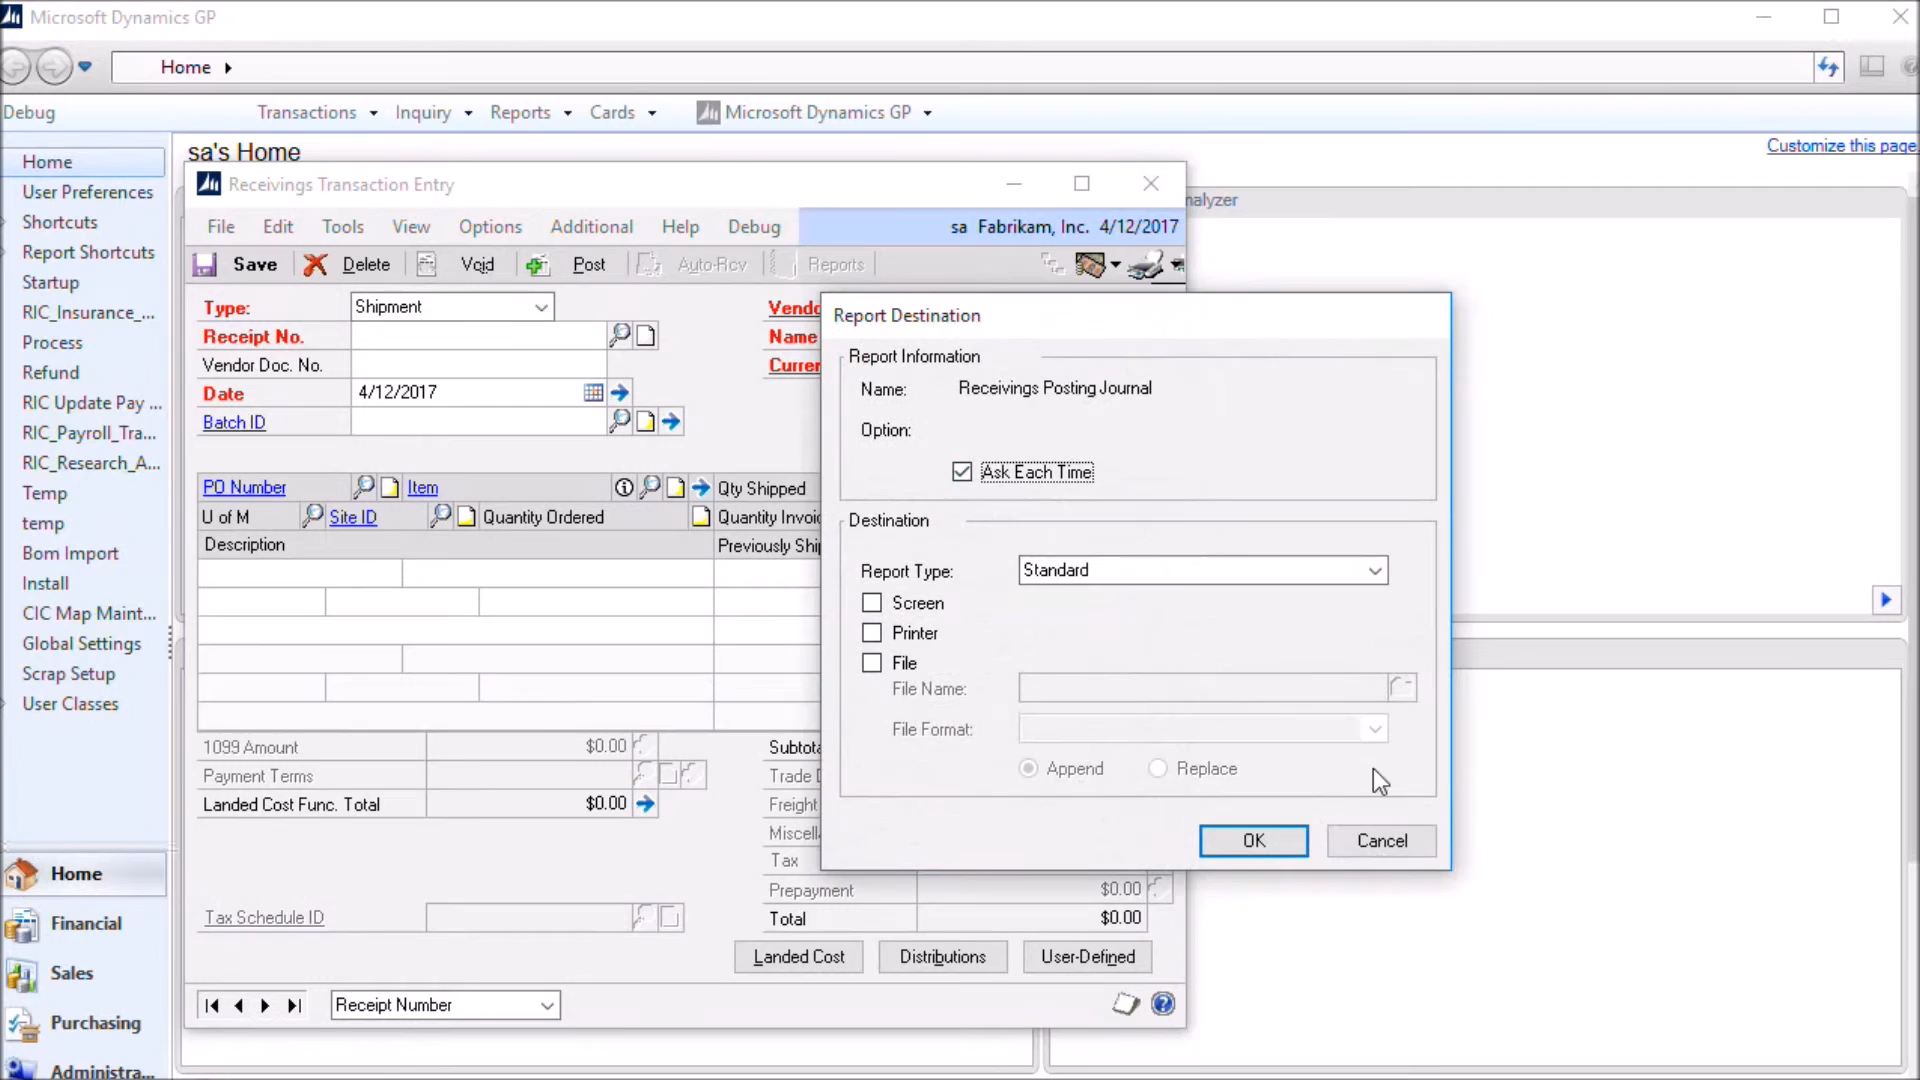 Microsoft Dynamics GP
Home
Debug Transactions Inquiry Reports Cards Microsoft Dynamics GP
Home
User Preferences
Shortcuts
Report Shortcuts
Startup
RIC_Insurance_...
Process
Refund
RIC Update Pay ...
RIC_Payroll_Tra...
RIC_Research_A...
Temp
temp
Bom Import
Install
CIC Map Maint...
Global Settings
Scrap Setup
User Classes
Home
Financial
Sales
Purchasing
Administra...
sa's Home
Customize this page.
nalyzer
Receivings Transaction Entry
File Edit Tools View Options Additional Help Debug sa Fabrikam, Inc. 4/12/2017
Save Delete Void Post Auto-Rcv Reports
Type: Shipment
Receipt No.
Vendor Doc. No.
Date 4/12/2017
Batch ID
Vendo
Name
Curren
PO Number Item Qty Shipped
U of M Site ID Quantity Ordered Quantity Invoi
Description Previously Shi
1099 Amount $0.00
Payment Terms
Landed Cost Func. Total $0.00
Tax Schedule ID
Subtota
Trade D
Freight
Miscell
Tax
Prepayment $0.00
Total $0.00
Landed Cost Distributions User-Defined
Receipt Number
Report Destination
Report Information
Name: Receivings Posting Journal
Option:
Ask Each Time
Destination
Report Type: Standard
Screen
Printer
File
File Name:
File Format:
Append Replace
OK Cancel